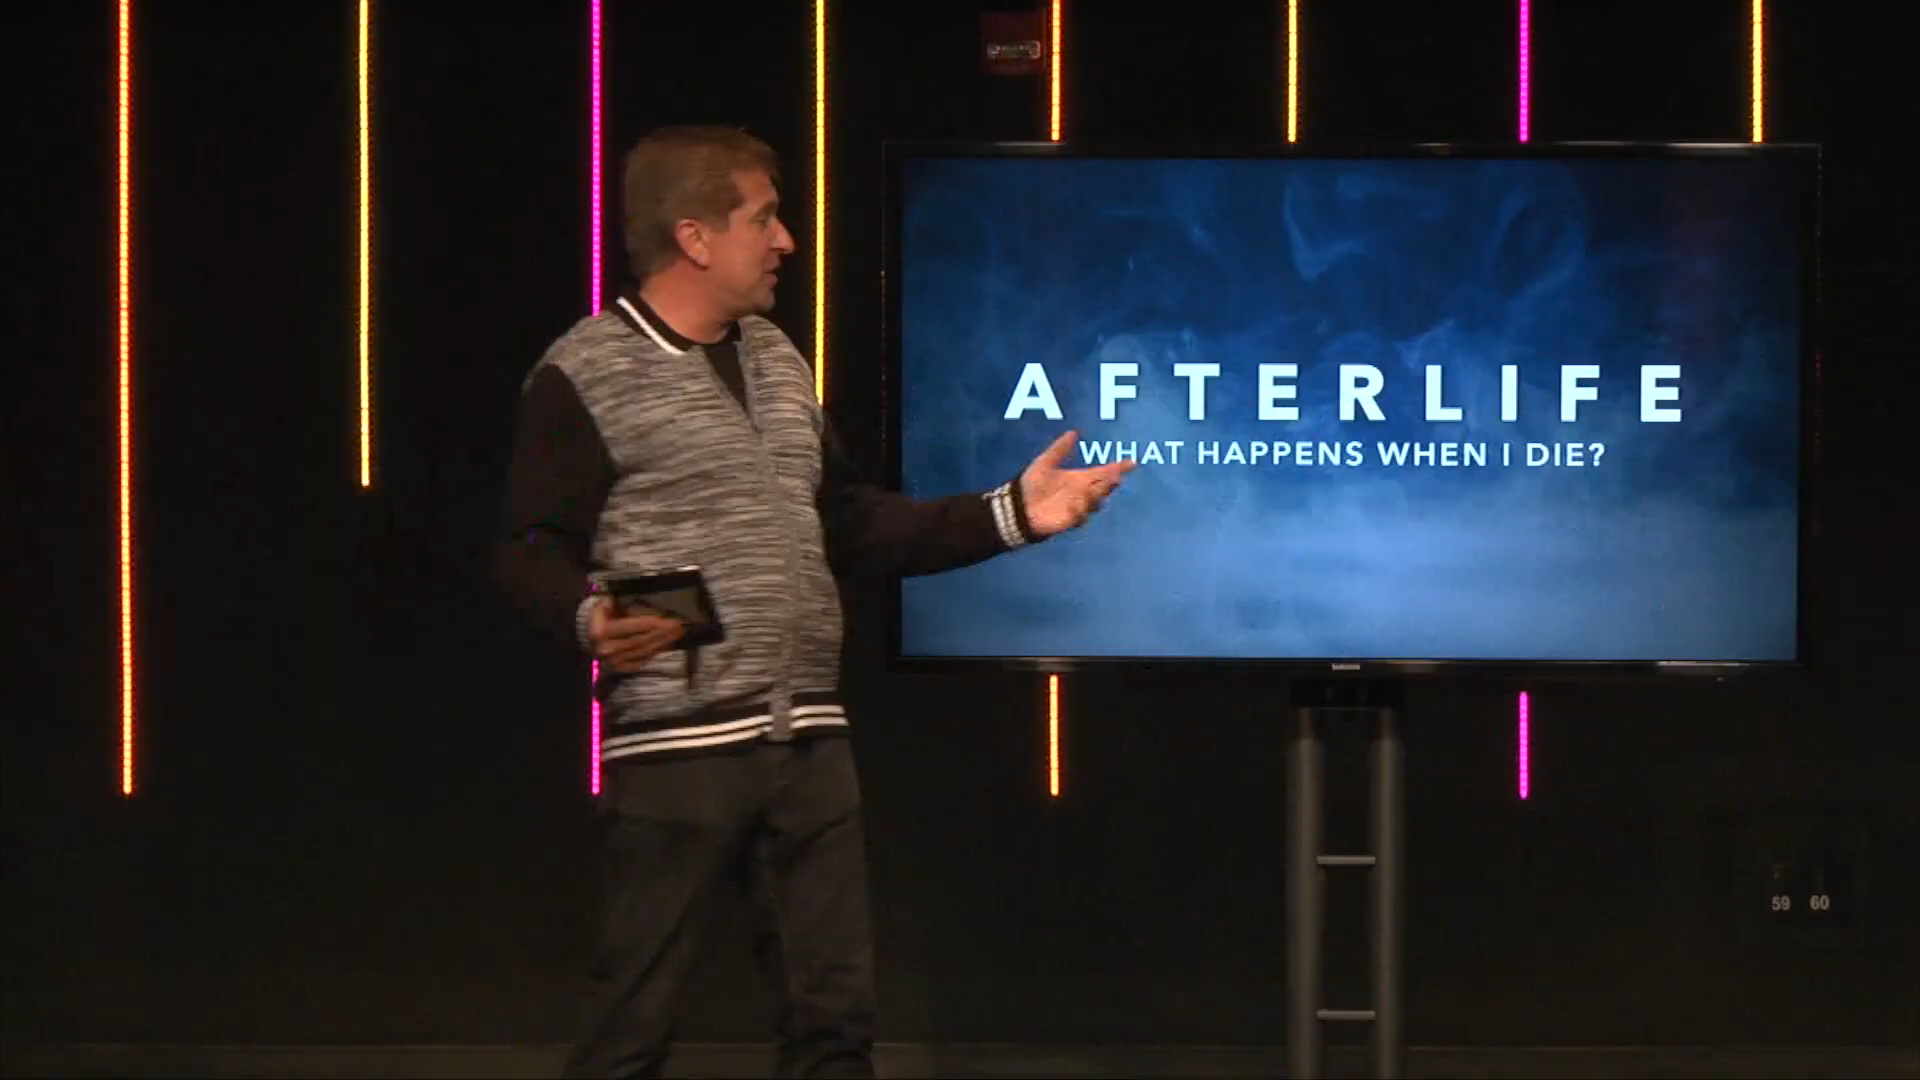 AFTERLIFE
WHAT HAPPENS WHEN I DIE?
59 60